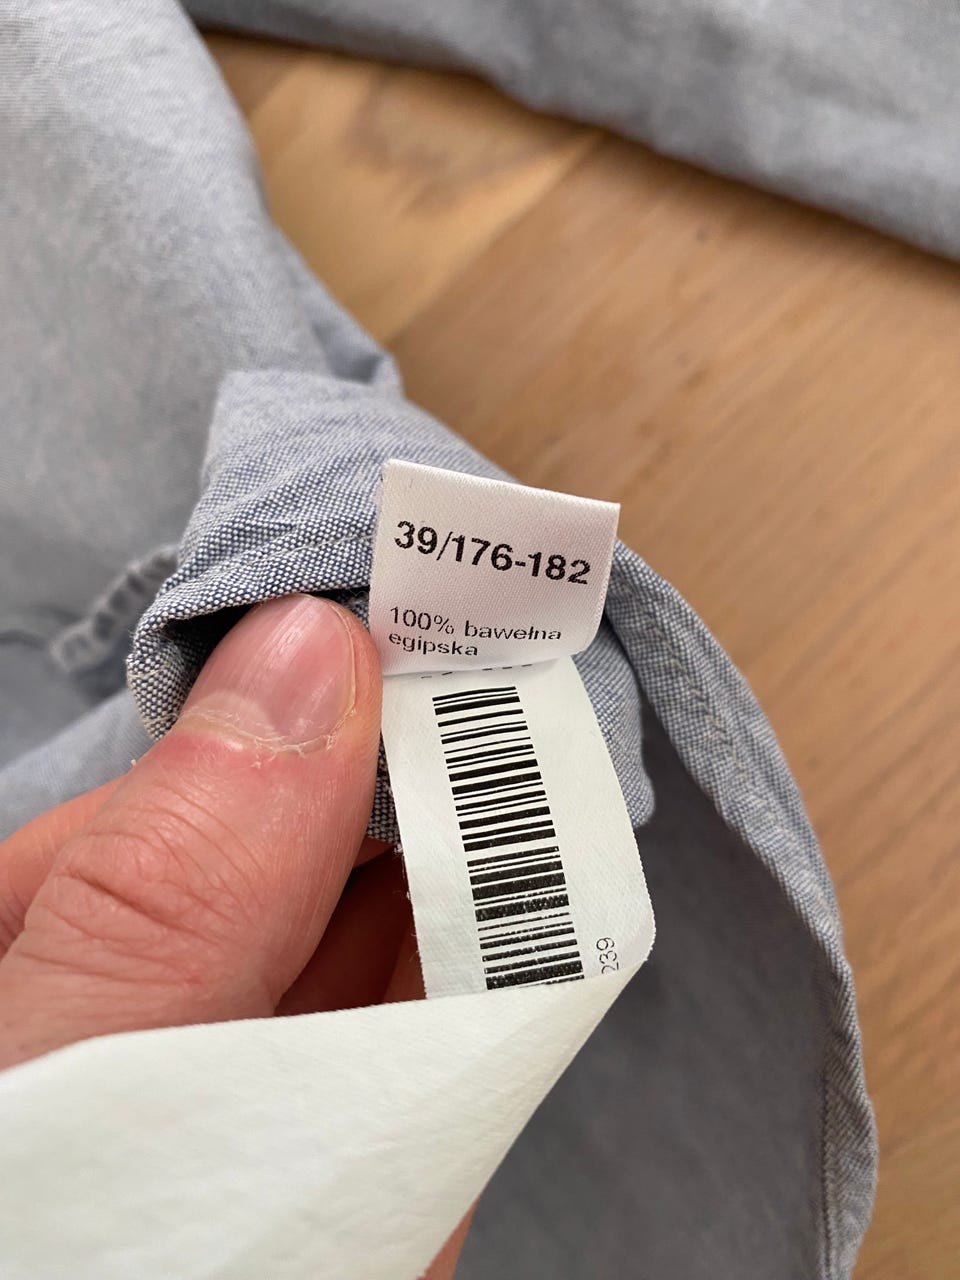 39/176-182
100% bawełna
egipska
239